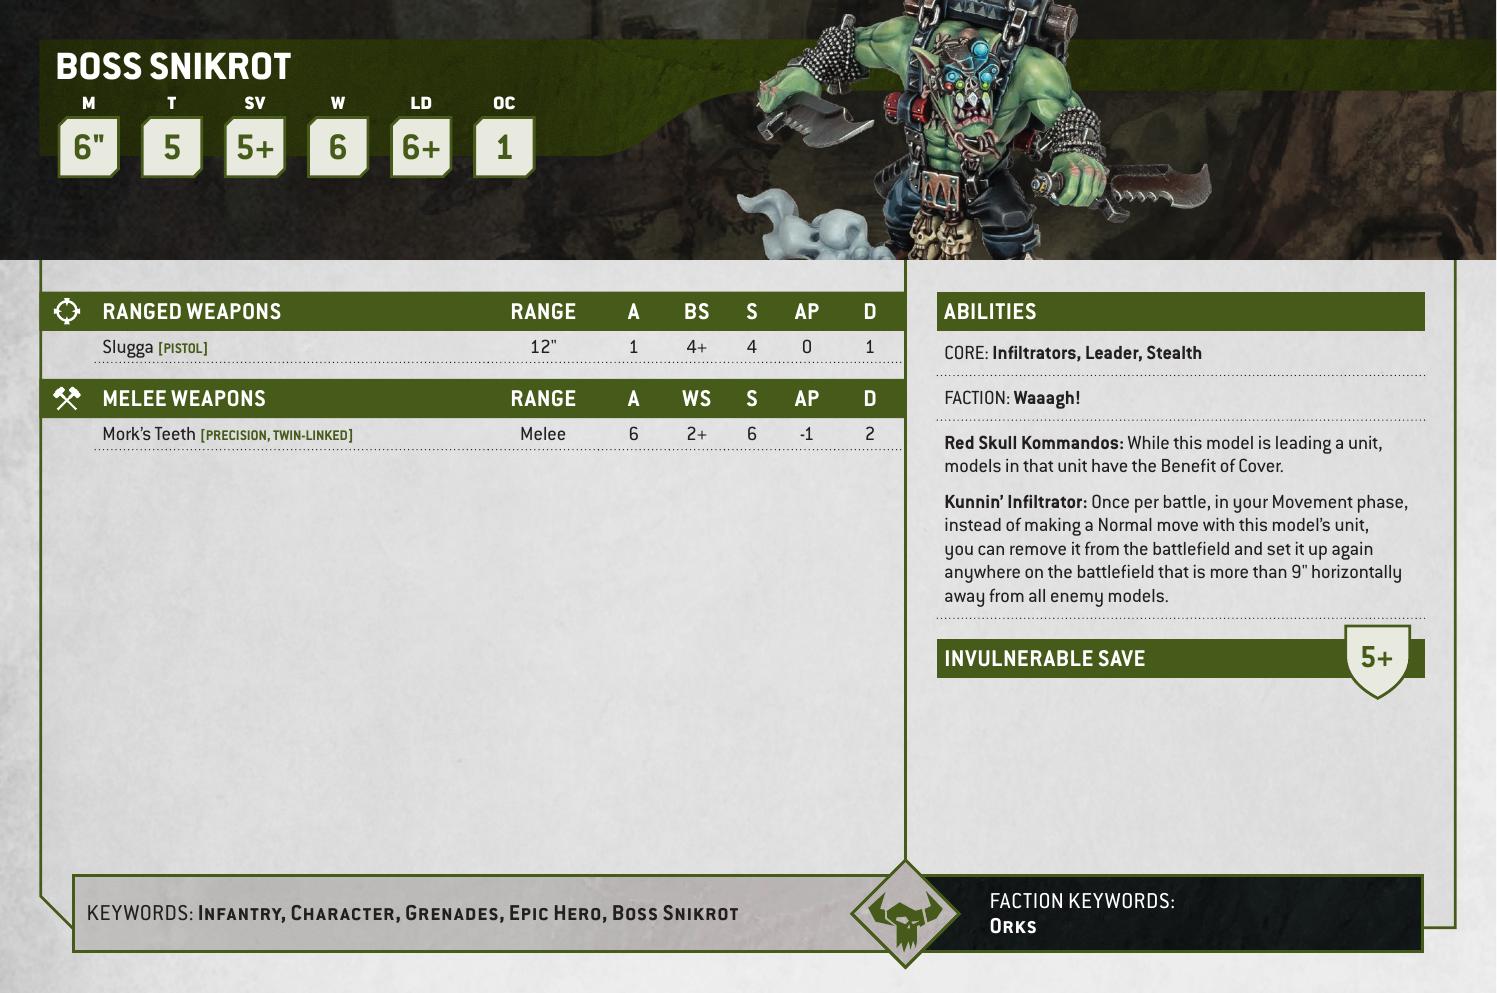 BOSS SNIKROT
M T SV W LD OC
6" 5 5+ 6 6+ 1
RANGED WEAPONS RANGE A BS S AP D
Slugga [PISTOL] 12" 1 4+ 4 0 1
MELEE WEAPONS RANGE A WS S AP D
Mork's Teeth [PRECISION, TWIN-LINKED] Melee 6 2+ 6 -1 2
ABILITIES
CORE: Infiltrators, Leader, Stealth
FACTION: Waaagh!
Red Skull Kommandos: While this model is leading a unit,
models in that unit have the Benefit of Cover.
Kunnin' Infiltrator: Once per battle, in your Movement phase,
instead of making a Normal move with this model's unit,
you can remove it from the battlefield and set it up again
anywhere on the battlefield that is more than 9" horizontally
away from all enemy models.
INVULNERABLE SAVE 5+
KEYWORDS: Infantry, Character, Grenades, Epic Hero, Boss Snikrot
FACTION KEYWORDS:
Orks